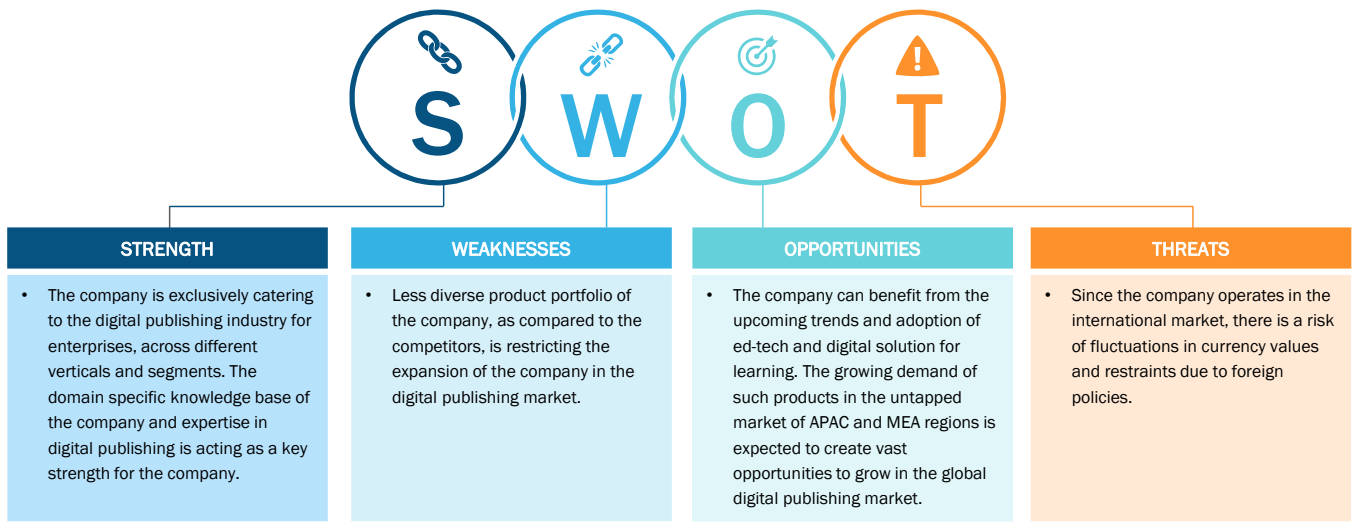 S W O T
STRENGTH
• The company is exclusively catering
to the digital publishing industry for
enterprises, across different
verticals and segments. The
domain specific knowledge base of
the company and expertise in
digital publishing is acting as a key
strength for the company.
WEAKNESSES
• Less diverse product portfolio of
the company, as compared to the
competitors, is restricting the
expansion of the company in the
digital publishing market.
OPPORTUNITIES
• The company can benefit from the
upcoming trends and adoption of
ed-tech and digital solution for
learning. The growing demand of
such products in the untapped
market of APAC and MEA regions is
expected to create vast
opportunities to grow in the global
digital publishing market.
THREATS
• Since the company operates in the
international market, there is a risk
of fluctuations in currency values
and restraints due to foreign
policies.